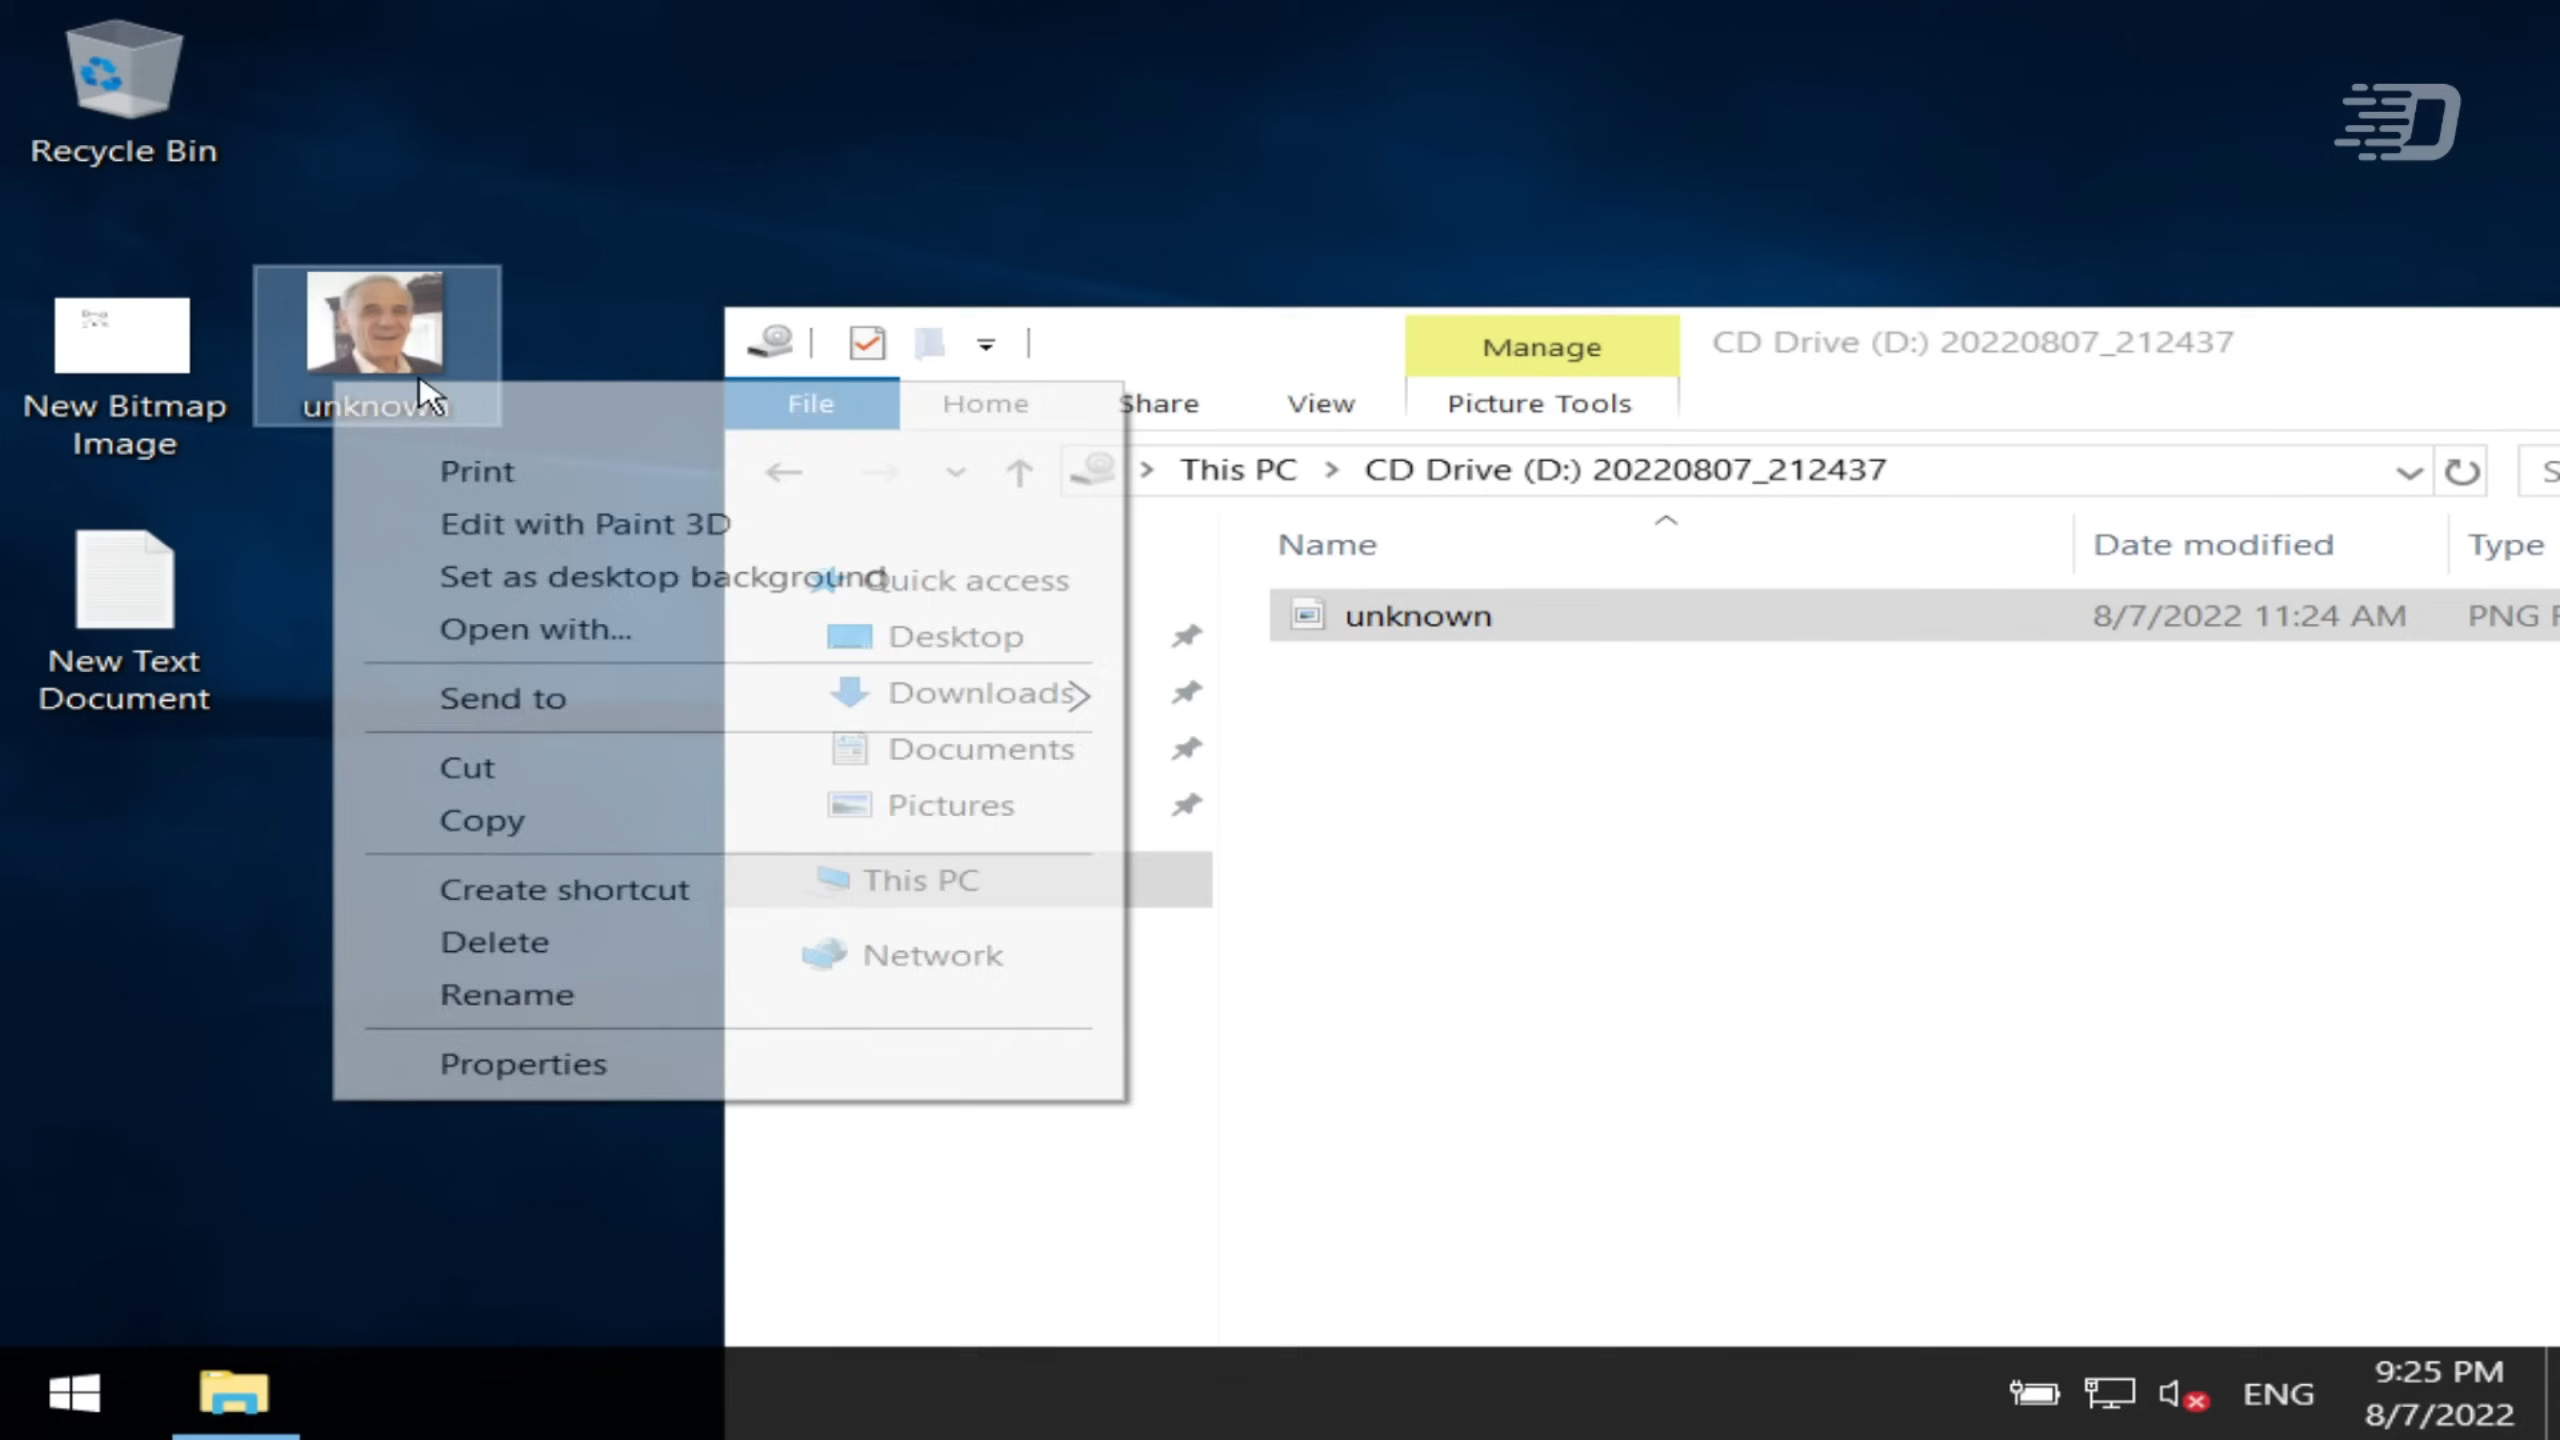 Recycle Bin
New Bitmap
Image
unknown
New Text
Document
Print
Edit with Paint 3D
Set as desktop background
Open with...
Send to
Cut
Copy
Create shortcut
Delete
Rename
Properties
Manage
CD Drive (D:) 20220807_212437
File
Home
Share
View
Picture Tools
This PC
CD Drive (D:) 20220807_212437
Quick access
Desktop
Downloads
Documents
Pictures
This PC
Network
Name
Date modified
Type
unknown
8/7/2022 11:24 AM
PNG F
ENG
9:25 PM
8/7/2022